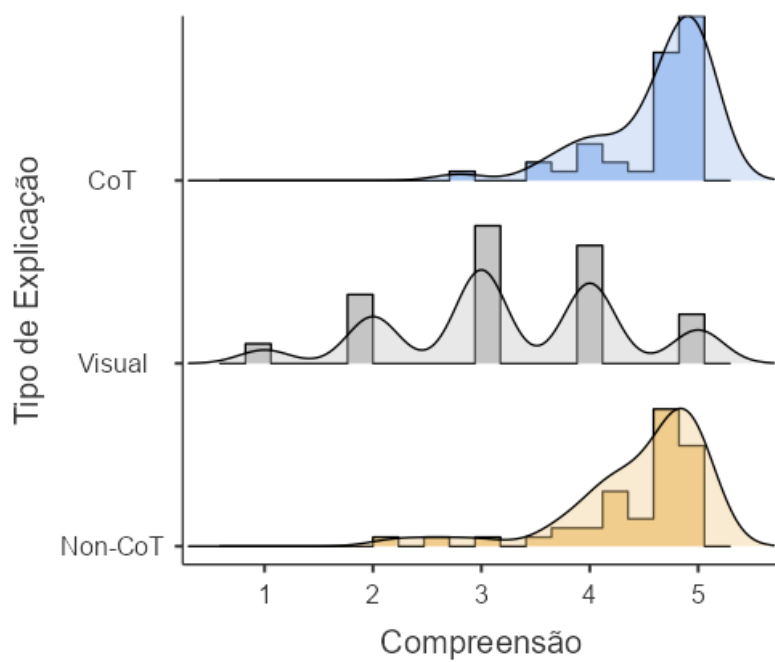 Tipo de Explicação
CoT
Visual
Non-CoT
1 2 3 4 5
Compreensão